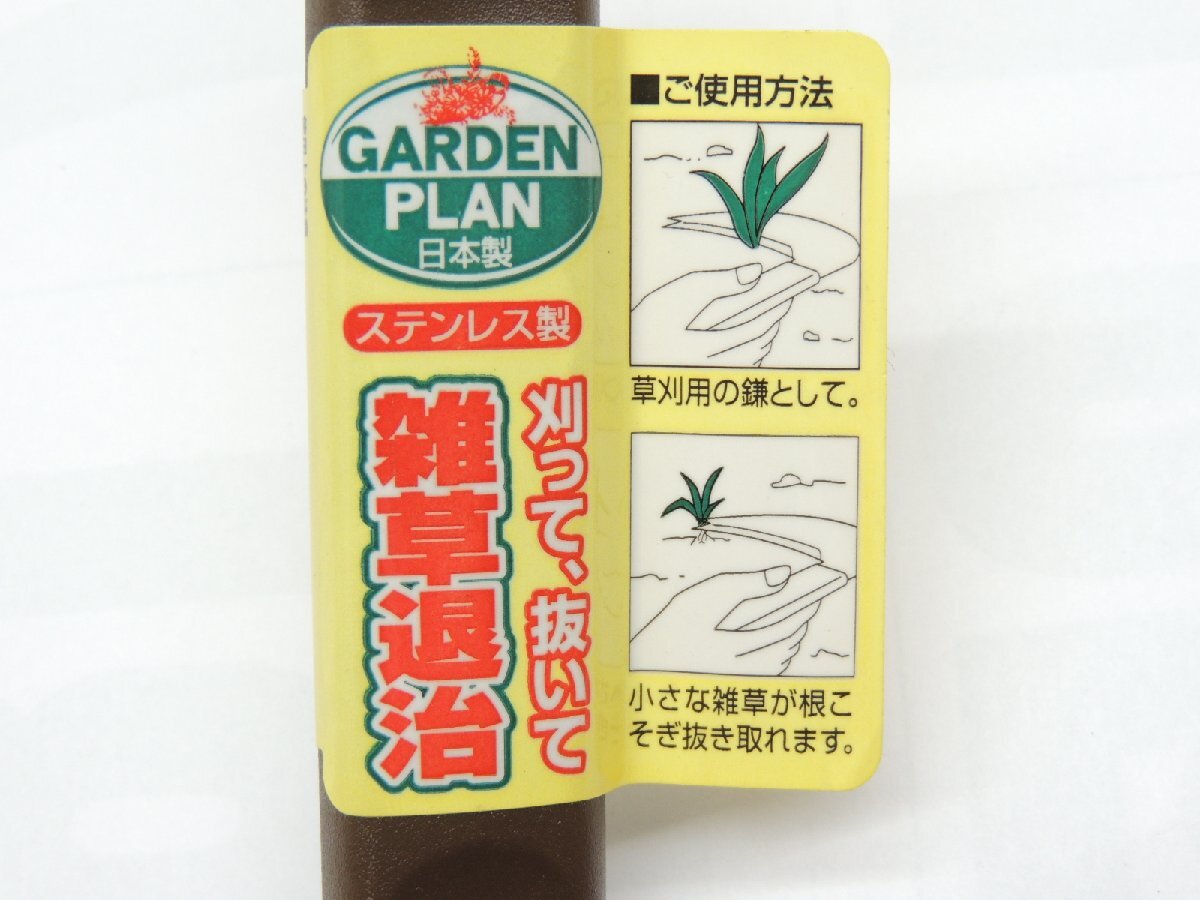 GARDEN
PLAN
日本製
ステンレス製
刈って、抜いて
雑草退治
■ご使用方法
草刈用の鎌として。
小さな雑草が根こ
そぎ抜き取れます。